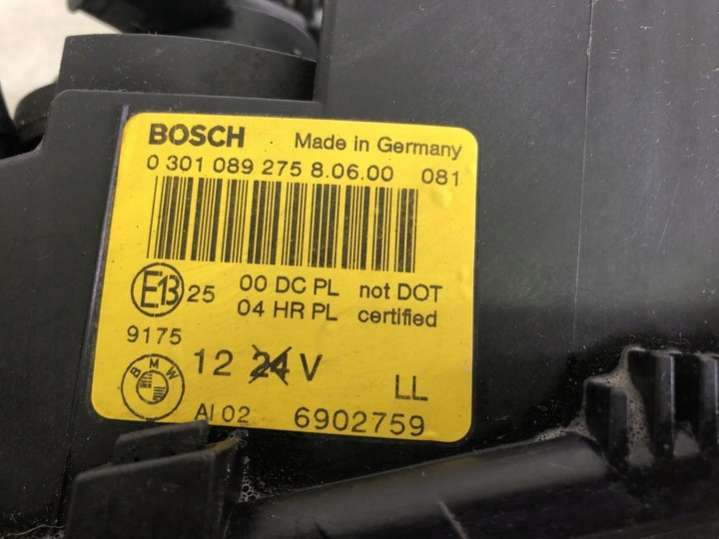 BOSCH Made in Germany
0 301 089 275 8.06.00 081
E13 25 00 DC PL not DOT
04 HR PL certified
9175
BMW 12 24 V LL
AI 02 6902759